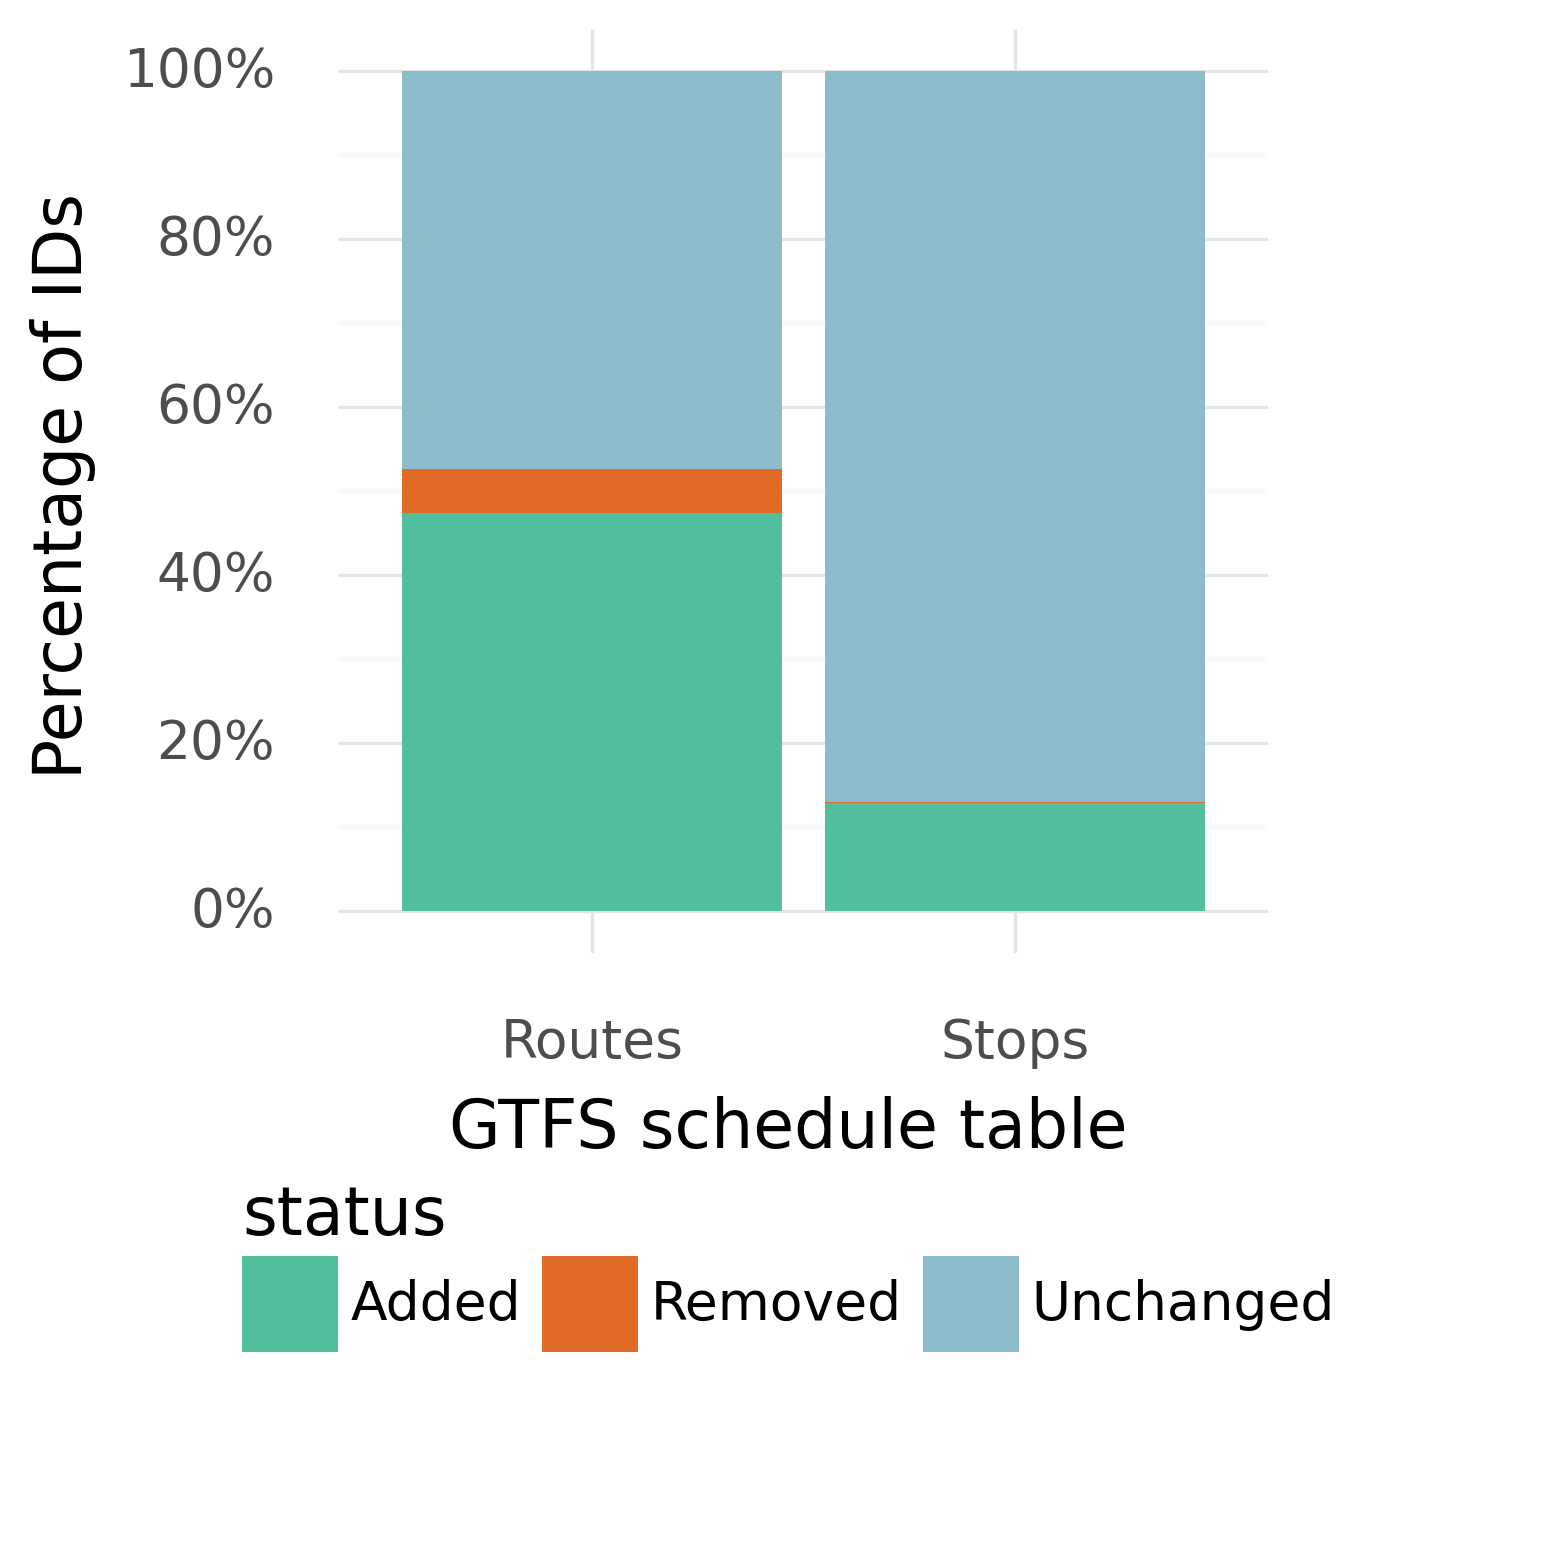 Percentage of IDs
100%
80%
60%
40%
20%
0%
Routes
Stops
GTFS schedule table
status
Added
Removed
Unchanged